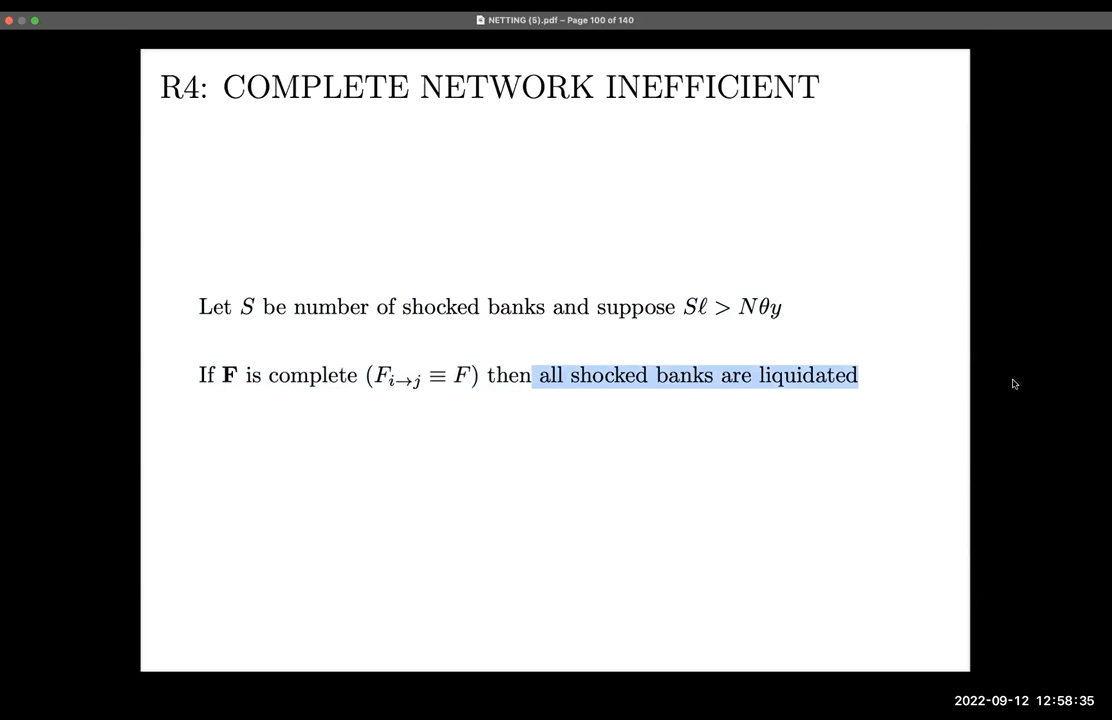 NETTING (5).pdf – Page 100 of 140
R4: COMPLETE NETWORK INEFFICIENT
Let S be number of shocked banks and suppose Sℓ > Nθy
If F is complete (F_{i→j} ≡ F) then all shocked banks are liquidated
2022-09-12 12:58:35